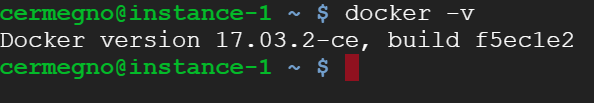 cermegno@instance-1 ~ $ docker -v
Docker version 17.03.2-ce, build f5ec1e2
cermegno@instance-1 ~ $